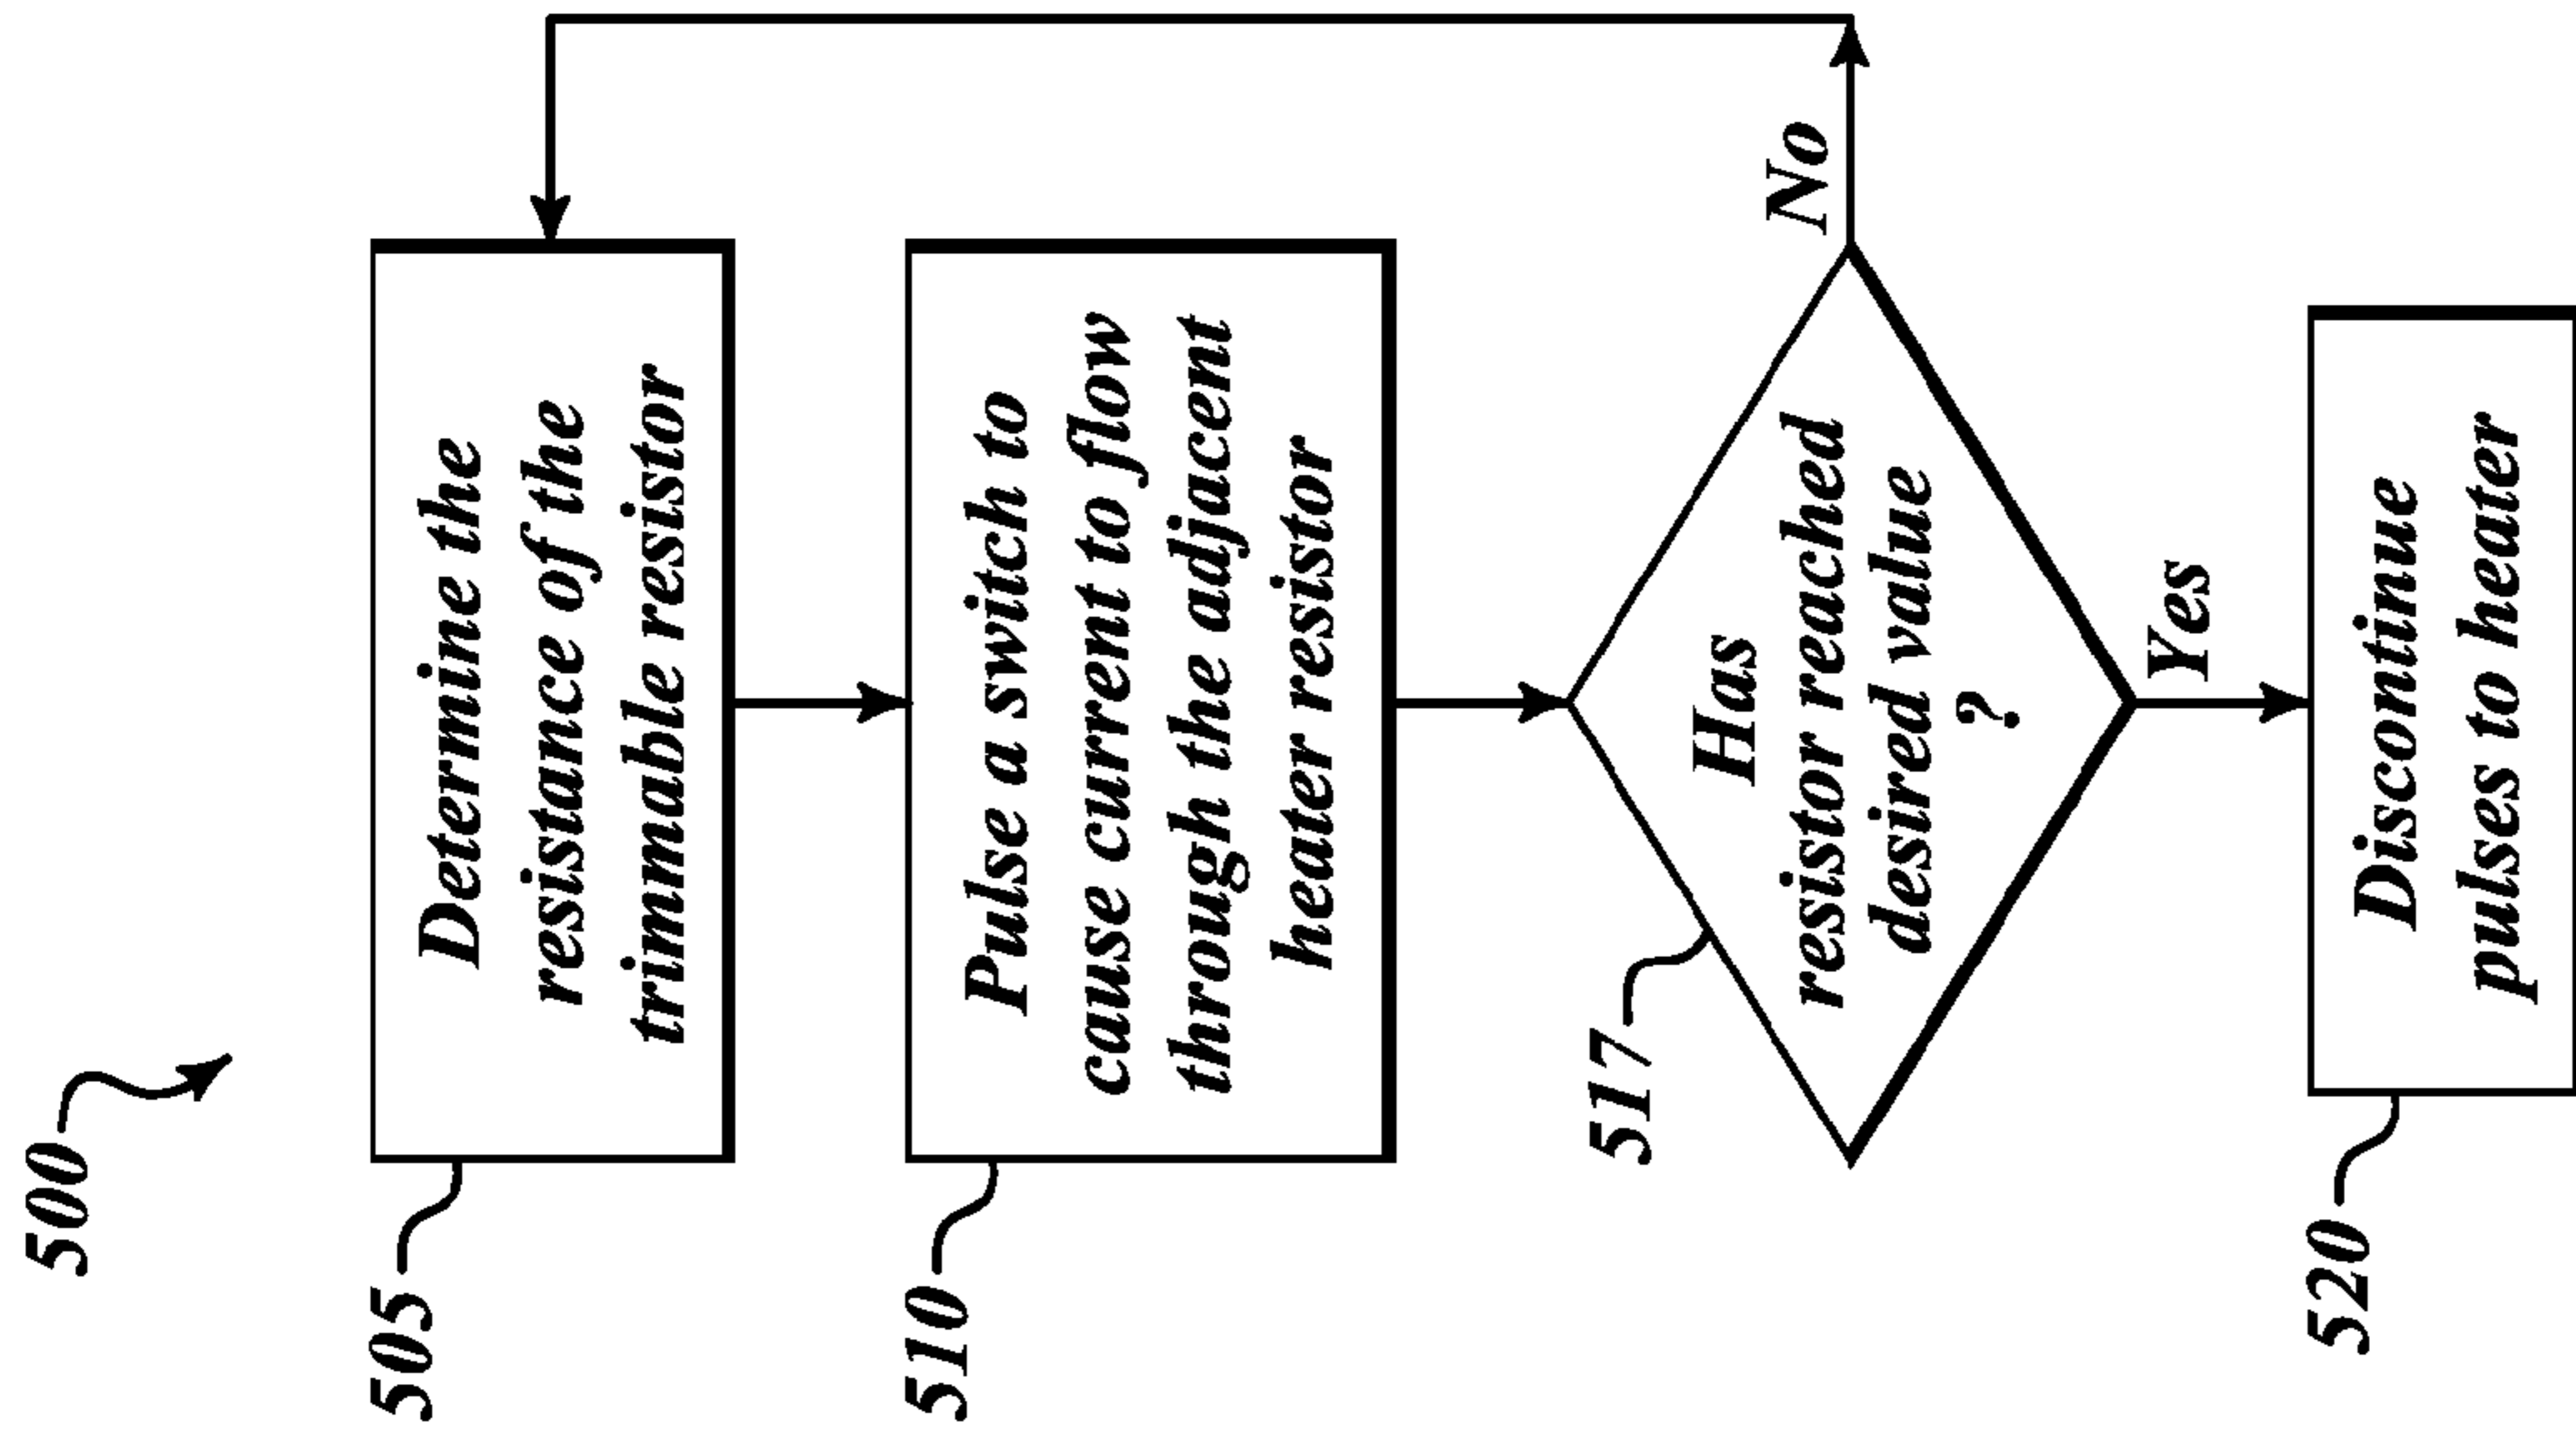 500
505
Determine the
resistance of the
trimmable resistor
510
Pulse a switch to
cause current to flow
through the adjacent
heater resistor
517
Has
resistor reached
desired value
?
No
Yes
520
Discontinue
pulses to heater